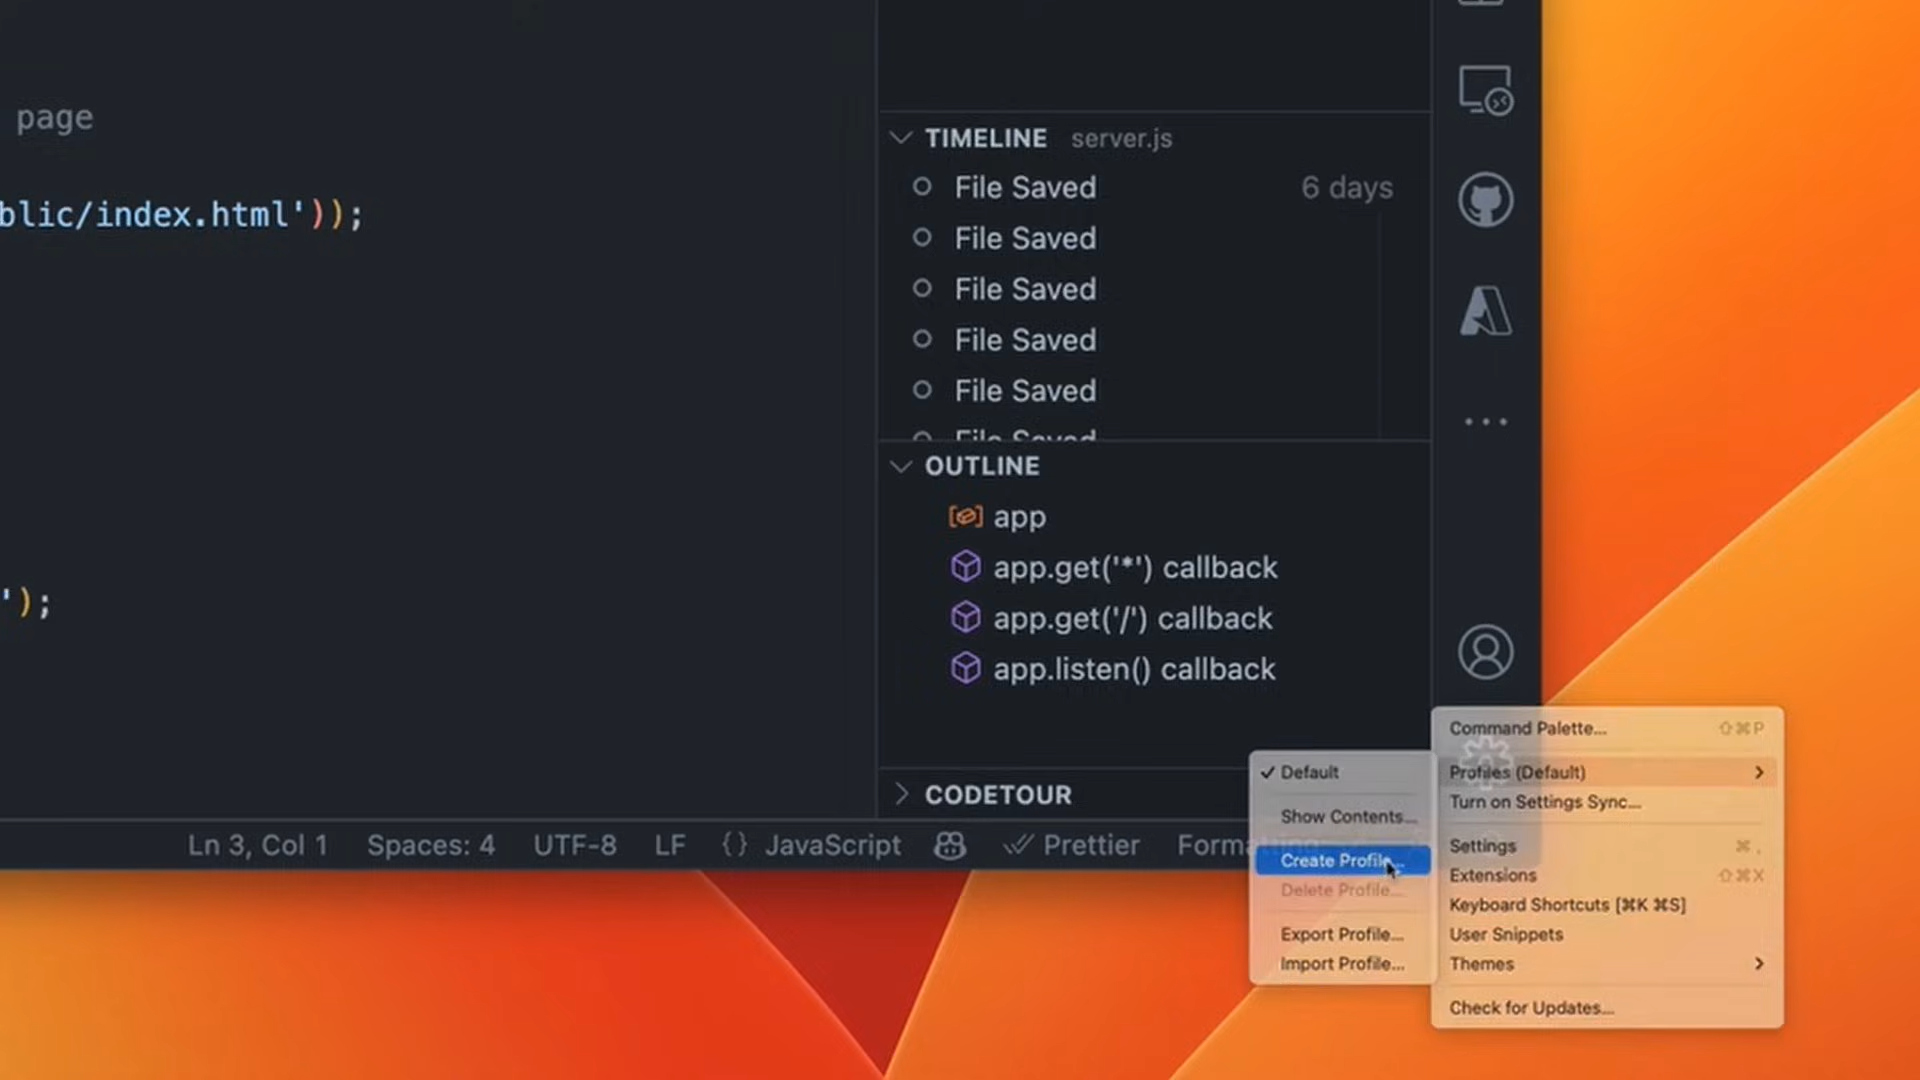 page
blic/index.html'));
');
TIMELINE server.js
File Saved 6 days
File Saved
File Saved
File Saved
File Saved
File Saved
OUTLINE
app
app.get('*') callback
app.get('/') callback
app.listen() callback
CODETOUR
Ln 3, Col 1 Spaces: 4 UTF-8 LF {} JavaScript Prettier Formatting
✓ Default
Show Contents...
Create Profile...
Delete Profile...
Export Profile...
Import Profile...
Command Palette... ⇧⌘P
Profiles (Default) >
Turn on Settings Sync...
Settings ⌘ ,
Extensions ⇧⌘X
Keyboard Shortcuts [⌘K ⌘S]
User Snippets
Themes >
Check for Updates...